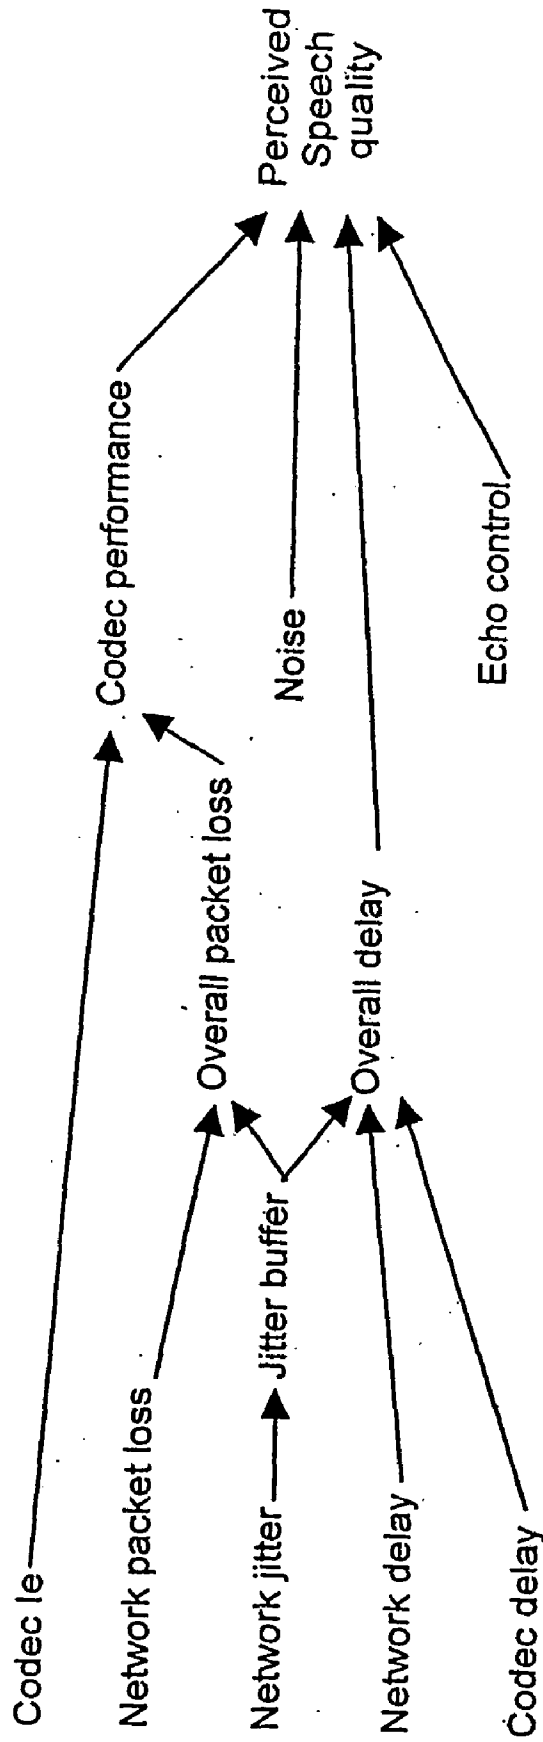 Codec Ie
Network packet loss
Network jitter
Network delay
Codec delay
Jitter buffer
Overall packet loss
Overall delay
Codec performance
Noise
Echo control
Perceived
Speech
quality